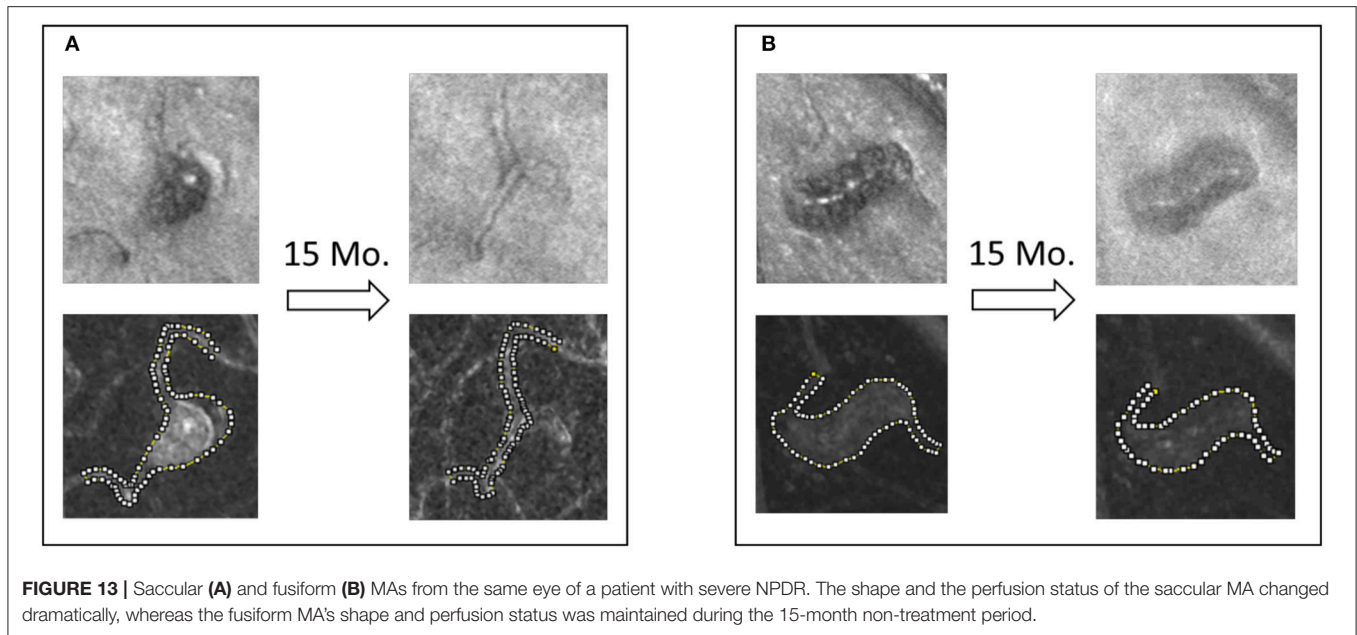 A
15 Mo.
B
15 Mo.
FIGURE 13 | Saccular (A) and fusiform (B) MAs from the same eye of a patient with severe NPDR. The shape and the perfusion status of the saccular MA changed
dramatically, whereas the fusiform MA's shape and perfusion status was maintained during the 15-month non-treatment period.